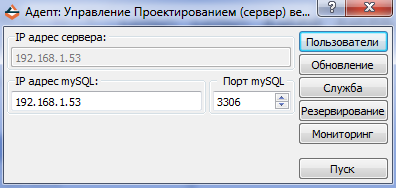 Адепт: Управление Проектированием (сервер) ве...
IP адрес сервера:
192.168.1.53
IP адрес mySQL:
192.168.1.53
Порт mySQL
3306
Пользователи
Обновление
Служба
Резервирование
Мониторинг
Пуск